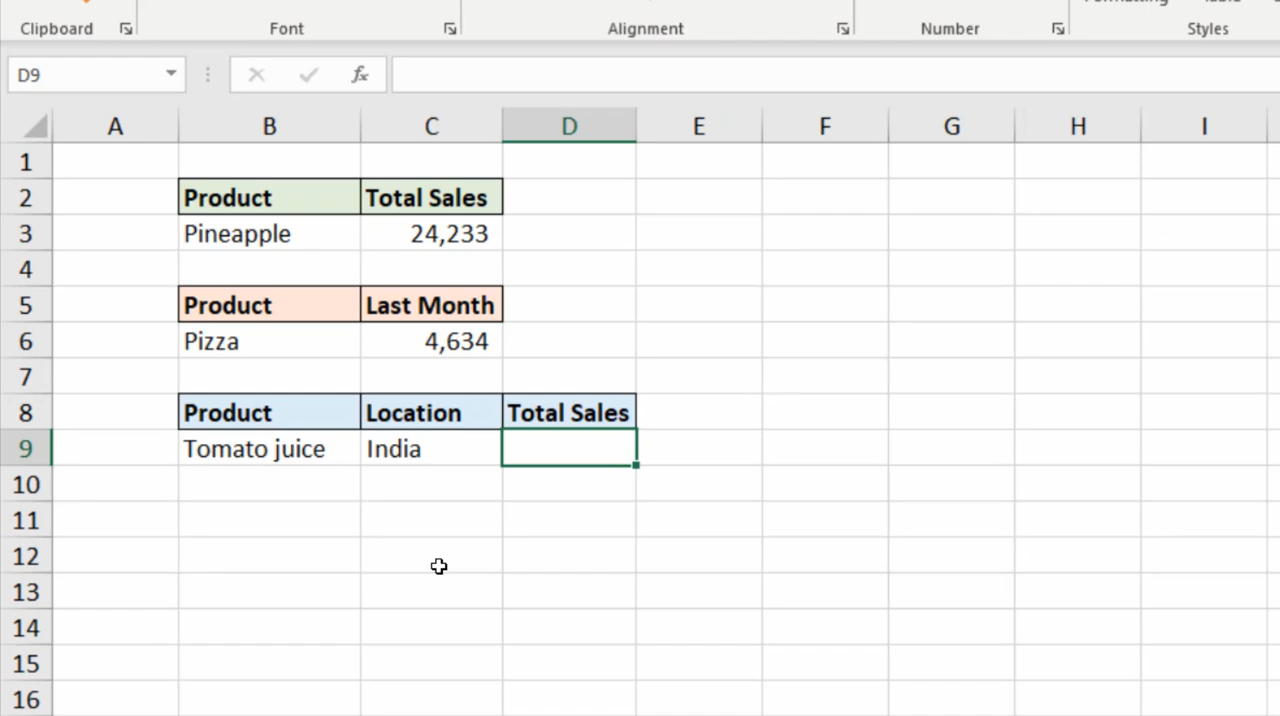 Clipboard Font Alignment Number Styles
D9 fx
A B C D E F G H I
1
2 Product Total Sales
3 Pineapple 24,233
4
5 Product Last Month
6 Pizza 4,634
7
8 Product Location Total Sales
9 Tomato juice India
10
11
12
13
14
15
16